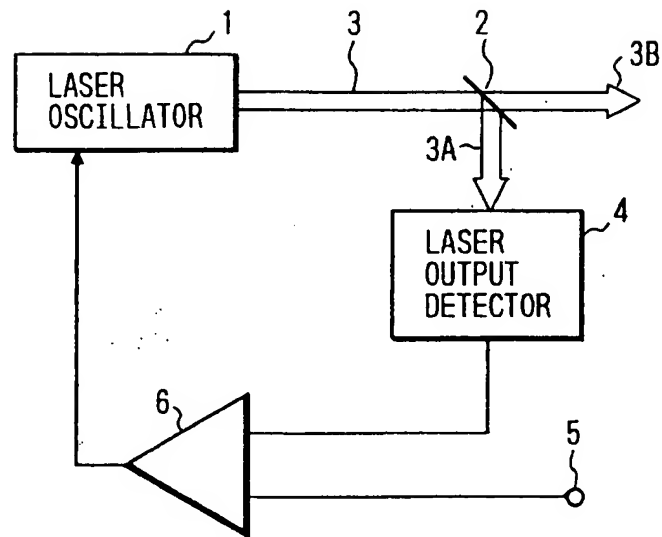 1
LASER
OSCILLATOR
3
2
3B
3A
4
LASER
OUTPUT
DETECTOR
6
5